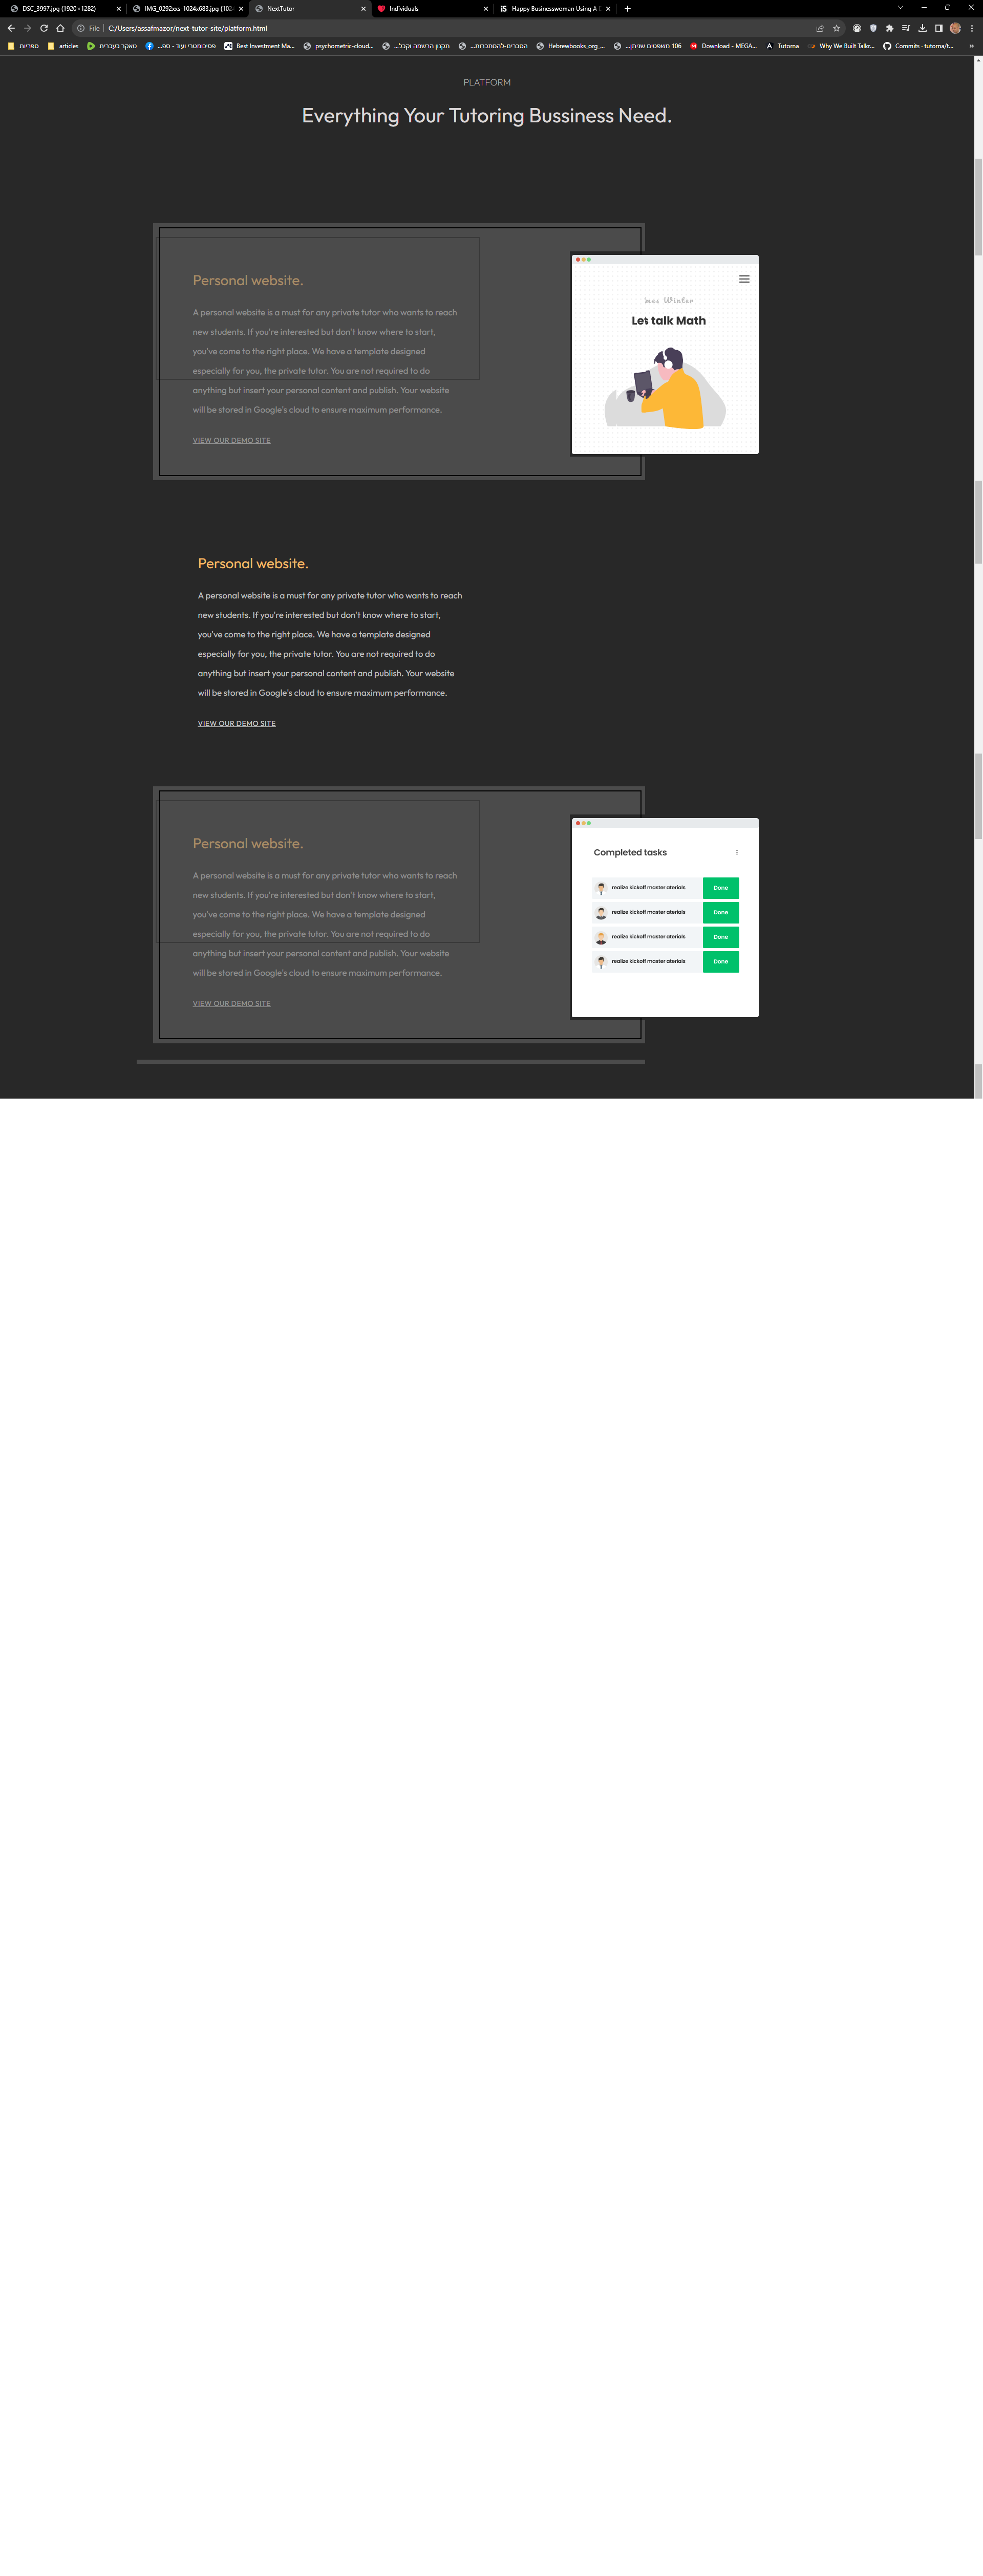 DSC_3997.jpg (1920×1282)
IMG_0292xxs-1024x683.jpg (102
NextTutor
Individuals
Happy Businesswoman Using A
File
C:/Users/assafmazor/next-tutor-site/platform.html
ספריות
articles
טאקר בעברית
פסיכומטרי ועוד - ספ...
Best Investment Ma...
psychometric-cloud...
תקנון הרשמה וקבל...
הסברים-להסתברות...
Hebrewbooks_org_...
106 משפטים שניתן...
Download - MEGA...
Tutorna
Why We Built Talkr...
Commits · tutorna/t...
»
PLATFORM
Everything Your Tutoring Bussiness Need.
Personal website.
A personal website is a must for any private tutor who wants to reach
new students. If you're interested but don't know where to start,
you've come to the right place. We have a template designed
especially for you, the private tutor. You are not required to do
anything but insert your personal content and publish. Your website
will be stored in Google's cloud to ensure maximum performance.
VIEW OUR DEMO SITE
Winter
Let talk Math
Personal website.
A personal website is a must for any private tutor who wants to reach
new students. If you're interested but don't know where to start,
you've come to the right place. We have a template designed
especially for you, the private tutor. You are not required to do
anything but insert your personal content and publish. Your website
will be stored in Google's cloud to ensure maximum performance.
VIEW OUR DEMO SITE
Personal website.
A personal website is a must for any private tutor who wants to reach
new students. If you're interested but don't know where to start,
you've come to the right place. We have a template designed
especially for you, the private tutor. You are not required to do
anything but insert your personal content and publish. Your website
will be stored in Google's cloud to ensure maximum performance.
VIEW OUR DEMO SITE
Completed tasks
realize kickoff master aterials Done
realize kickoff master aterials Done
realize kickoff master aterials Done
realize kickoff master aterials Done